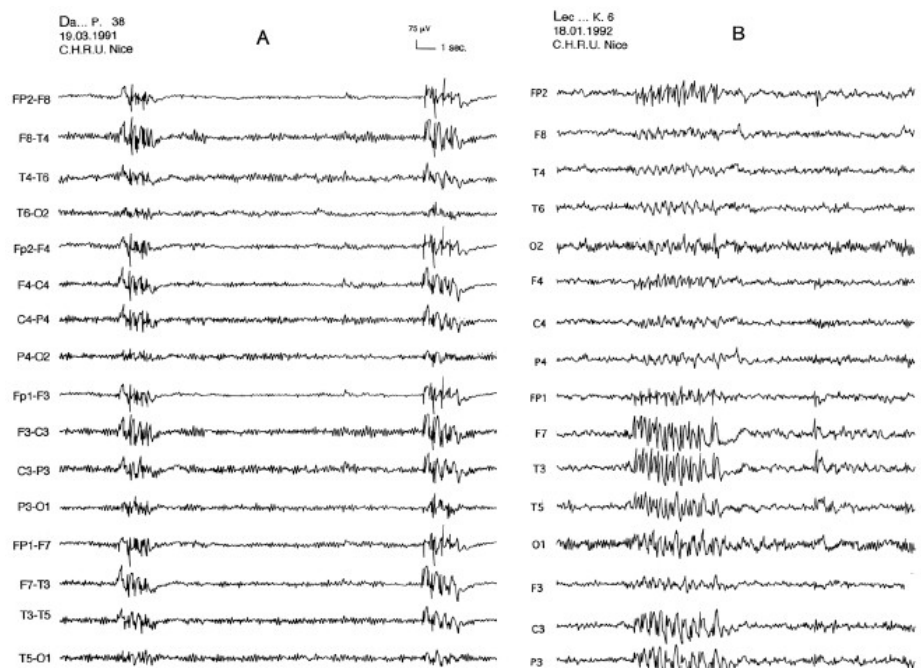 Da... P. 38
19.03.1991
C.H.R.U. Nice
A
75 µV
1 sec.
FP2-F8
F8-T4
T4-T6
T6-O2
Fp2-F4
F4-C4
C4-P4
P4-O2
Fp1-F3
F3-C3
C3-P3
P3-O1
FP1-F7
F7-T3
T3-T5
T5-O1
Lec ... K. 6
18.01.1992
C.H.R.U. Nice
B
FP2
F8
T4
T6
O2
F4
C4
P4
FP1
F7
T3
T5
O1
F3
C3
P3